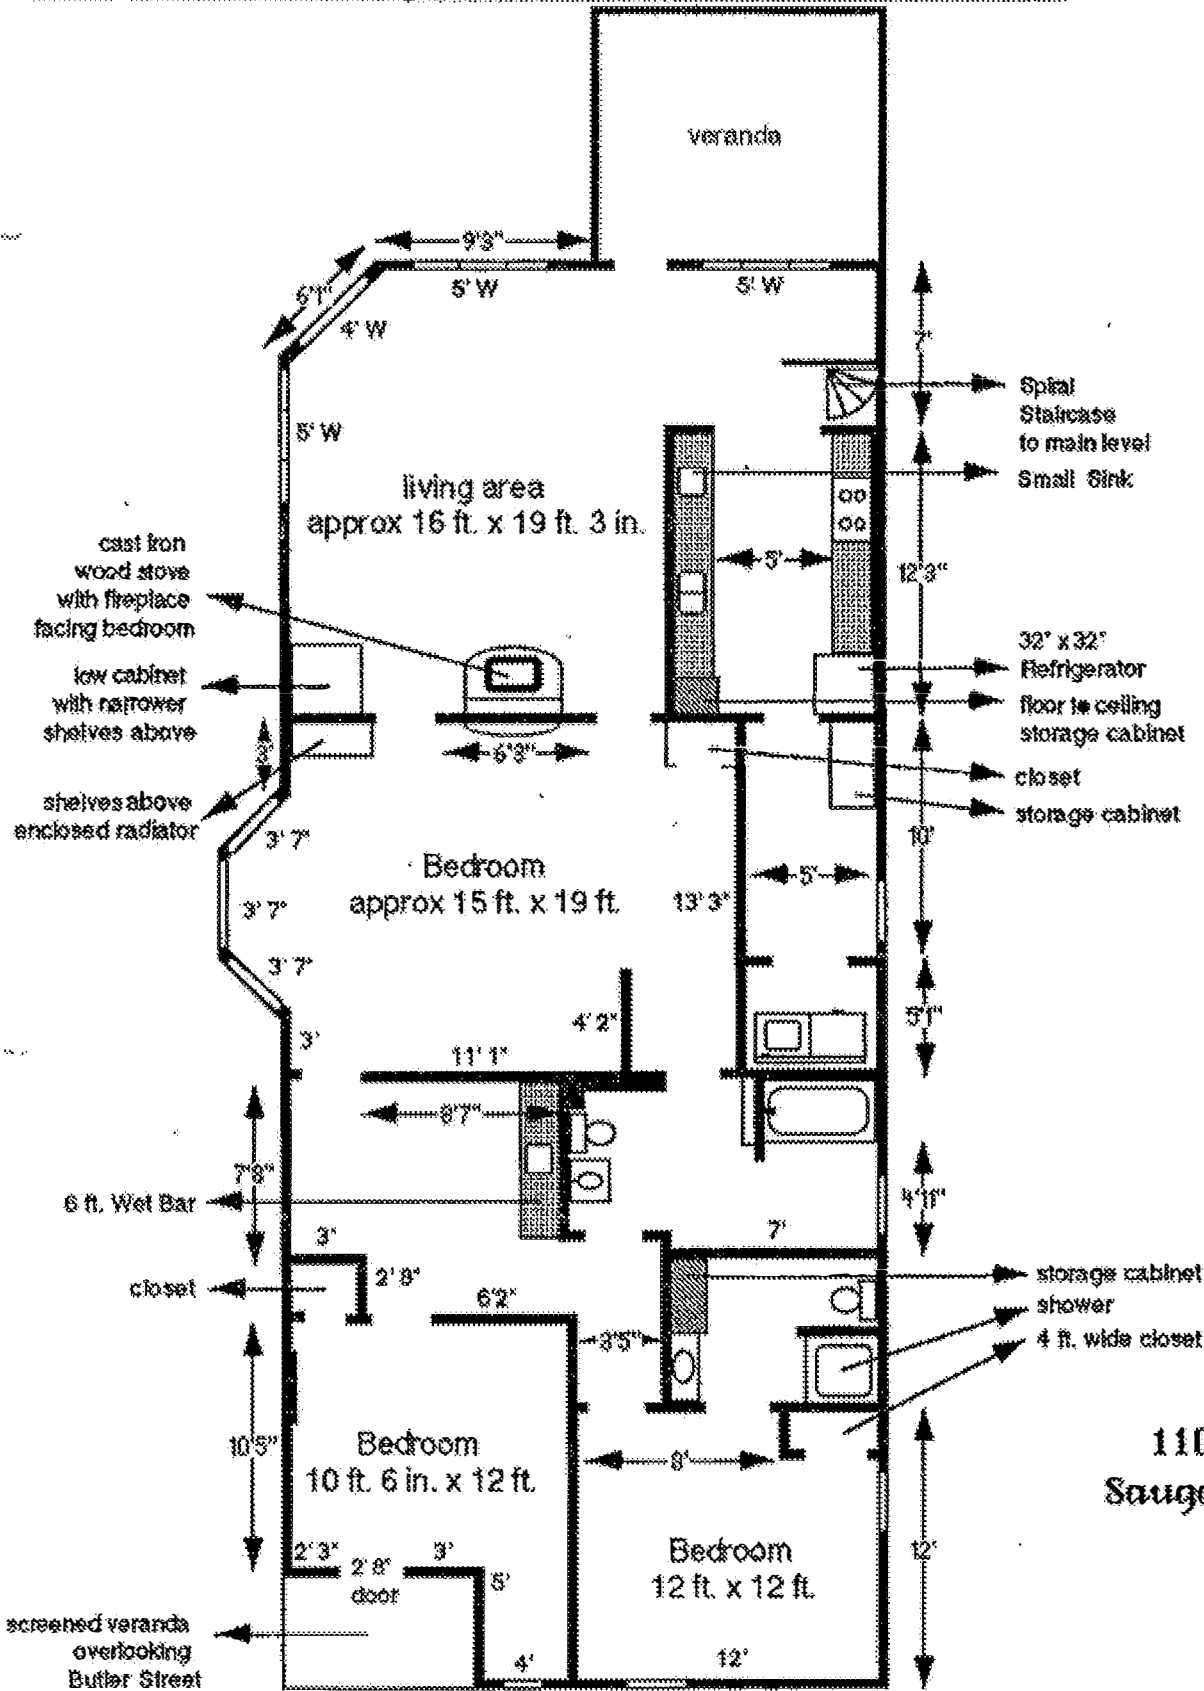 veranda
9'3"
6'1"
4' W
5' W
5' W
7'
5' W
Spiral
Staircase
to main level
Small Sink
living area
approx 16 ft. x 19 ft. 3 in.
cast iron
wood stove
with fireplace
facing bedroom
5'
12'3"
32" x 32"
Refrigerator
low cabinet
with narrower
shelves above
floor to ceiling
storage cabinet
3'
6'3"
closet
storage cabinet
shelves above
enclosed radiator
3' 7"
10'
Bedroom
approx 15 ft. x 19 ft.
5'
13' 3"
3' 7"
3' 7"
4' 2"
5'1"
3'
11' 1"
8'7"
7'8"
6 ft. Wet Bar
4'11"
3"
7'
2' 8"
closet
storage cabinet
6'2"
shower
3'5"
4 ft. wide closet
10'5"
Bedroom
10 ft. 6 in. x 12 ft.
8'
110
Sauge
2' 3"
2' 8"
door
3'
5'
Bedroom
12 ft. x 12 ft.
12'
screened veranda
overlooking
Butler Street
4'
12'